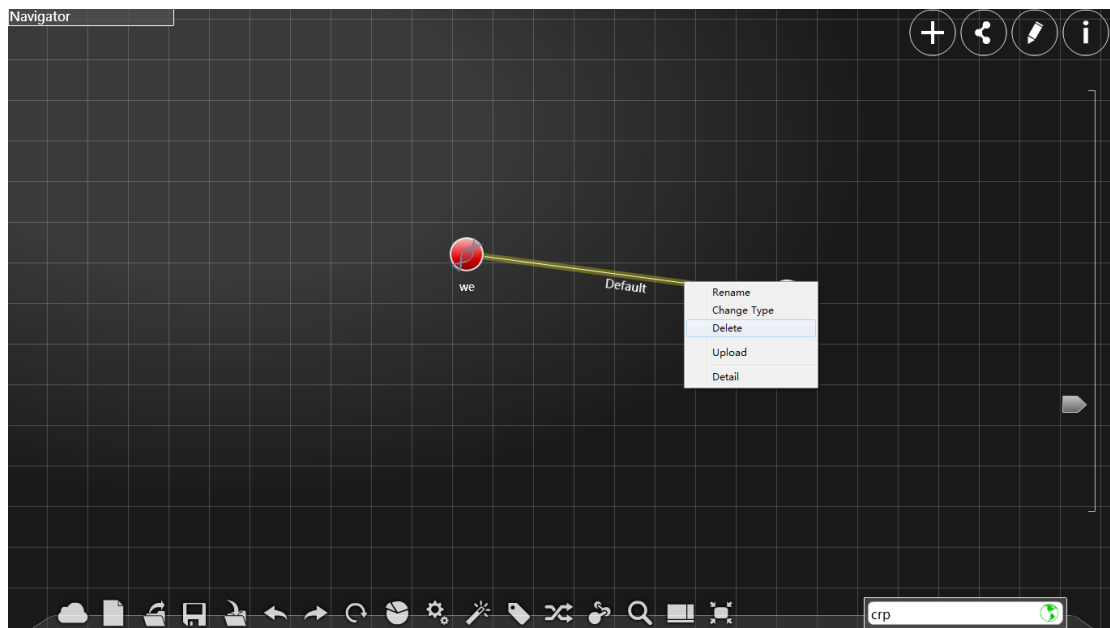 Navigator
we
Default
Rename
Change Type
Delete
Upload
Detail
crp